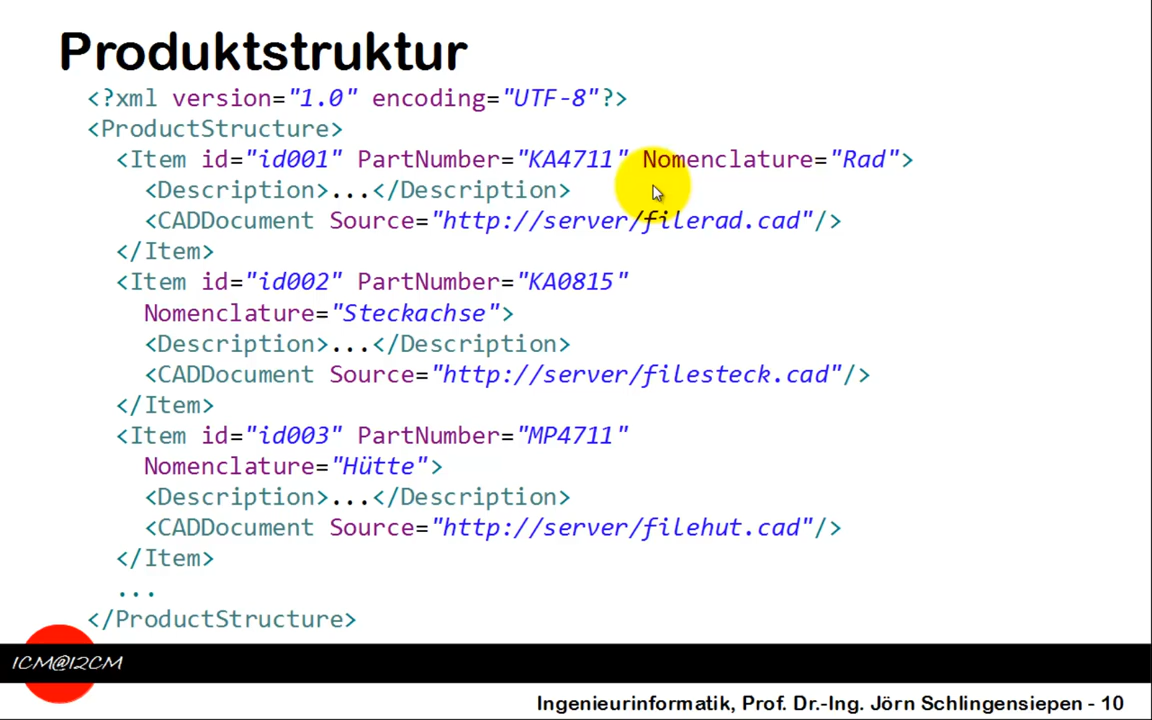 Produktstruktur
<?xml version="1.0" encoding="UTF-8"?>
<ProductStructure>
<Item id="id001" PartNumber="KA4711" Nomenclature="Rad">
<Description>...</Description>
<CADDocument Source="http://server/filerad.cad"/>
</Item>
<Item id="id002" PartNumber="KA0815"
Nomenclature="Steckachse">
<Description>...</Description>
<CADDocument Source="http://server/filesteck.cad"/>
</Item>
<Item id="id003" PartNumber="MP4711"
Nomenclature="Hütte">
<Description>...</Description>
<CADDocument Source="http://server/filehut.cad"/>
</Item>
...
</ProductStructure>
1CM@12CM
Ingenieurinformatik, Prof. Dr.-Ing. Jörn Schlingensiepen - 10